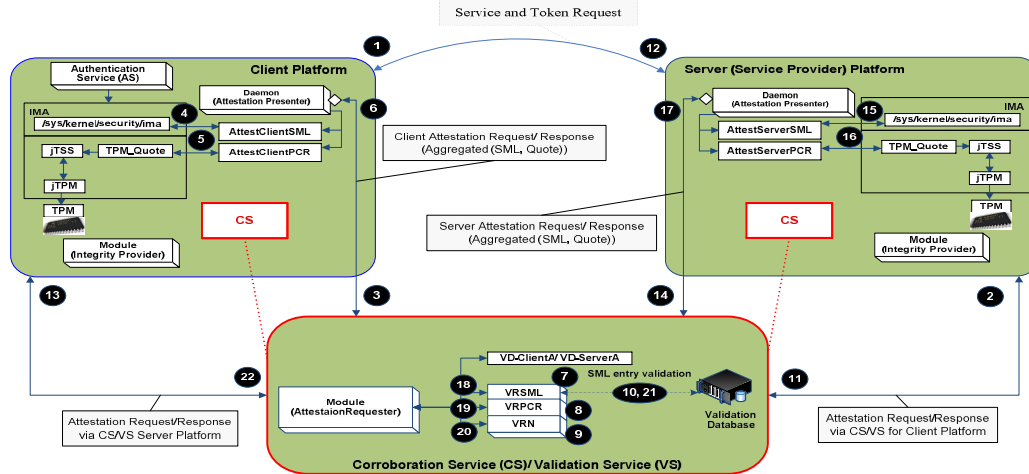 Service and Token Request
1
12
Client Platform
Authentication
Service (AS)
Daemon
(Attestation Presenter)
IMA
/sys/kernel/security/ima
4
5
6
AttestClientSML
AttestClientPCR
jTSS
TPM_Quote
jTPM
TPM
CS
Module
(Integrity Provider)
Client Attestation Request/ Response
(Aggregated (SML, Quote))
Server Attestation Request/ Response
(Aggregated (SML, Quote))
Server (Service Provider) Platform
Daemon
(Attestation Presenter)
17
15
IMA
/sys/kernel/security/ima
AttestServerSML
AttestServerPCR
16
TPM_Quote
jTSS
jTPM
TPM
CS
Module
(Integrity Provider)
13
3
14
2
22
11
VD-ClientA/ VD-ServerA
7
SML entry validation
Module
(AttestaionRequester)
18
19
20
VRSML
VRPCR
VRN
8
9
10, 21
Validation
Database
Attestation Request/Response
via CS/VS Server Platform
Attestation Request/Response
via CS/VS for Client Platform
Corroboration Service (CS)/ Validation Service (VS)